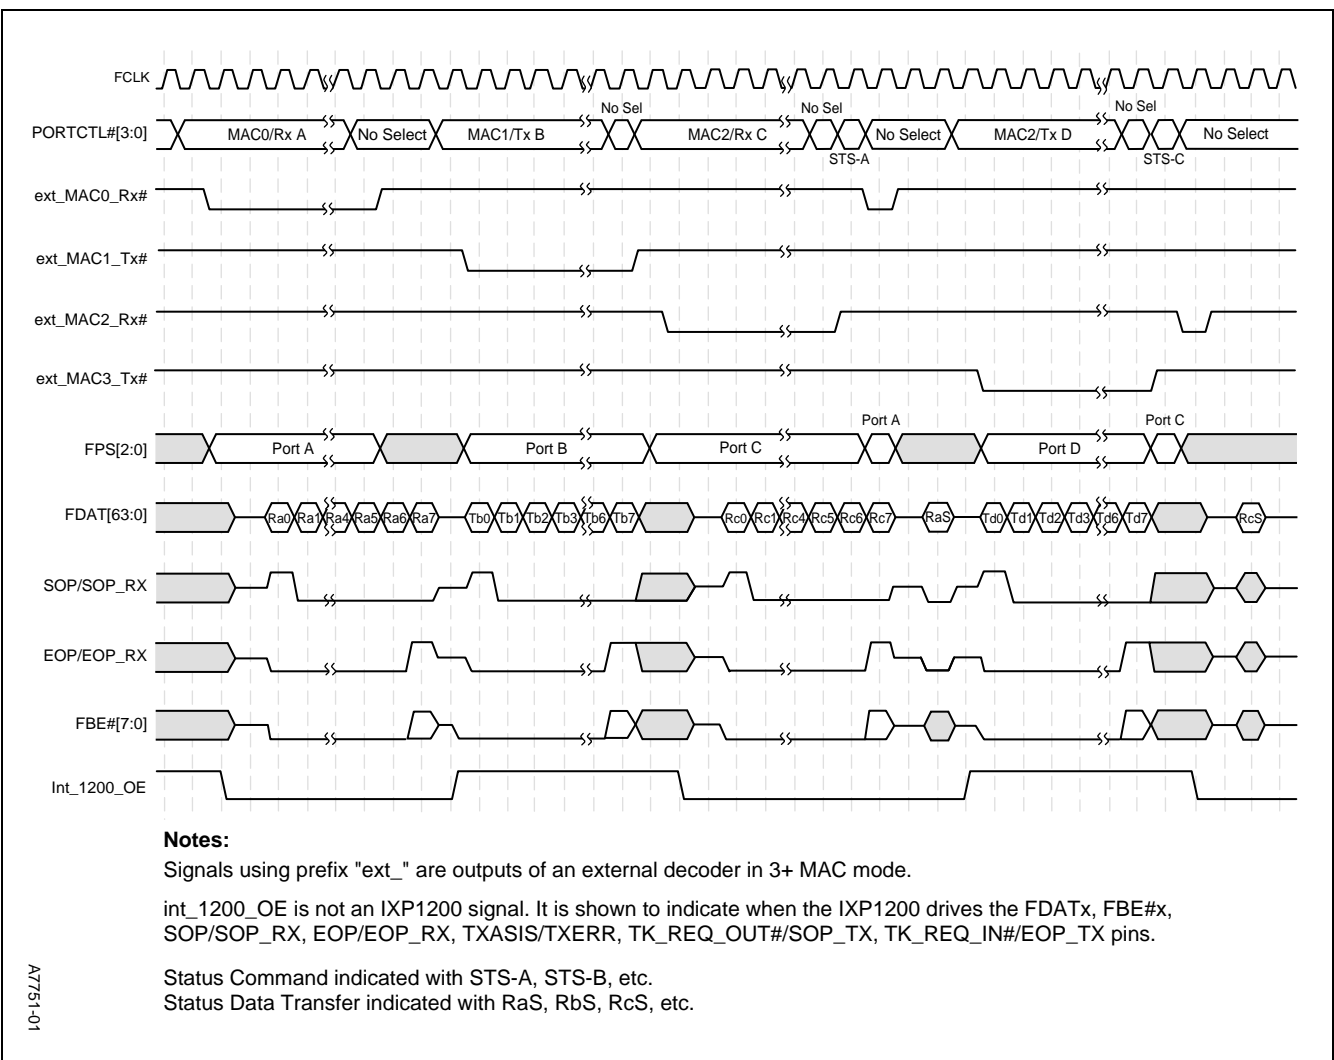 FCLK
No Sel No Sel No Sel
PORTCTL#[3:0] MAC0/Rx A No Select MAC1/Tx B MAC2/Rx C No Select MAC2/Tx D No Select
STS-A STS-C
ext_MAC0_Rx#
ext_MAC1_Tx#
ext_MAC2_Rx#
ext_MAC3_Tx#
Port A Port C
FPS[2:0] Port A Port B Port C Port D
FDAT[63:0] Ra0 Ra1 Ra4 Ra5 Ra6 Ra7 Tb0 Tb1 Tb2 Tb3 Tb6 Tb7 Rc0 Rc1 Rc4 Rc5 Rc6 Rc7 RaS Td0 Td1 Td2 Td3 Td6 Td7 RcS
SOP/SOP_RX
EOP/EOP_RX
FBE#[7:0]
Int_1200_OE
Notes:
Signals using prefix "ext_" are outputs of an external decoder in 3+ MAC mode.
int_1200_OE is not an IXP1200 signal. It is shown to indicate when the IXP1200 drives the FDATx, FBE#x,
SOP/SOP_RX, EOP/EOP_RX, TXASIS/TXERR, TK_REQ_OUT#/SOP_TX, TK_REQ_IN#/EOP_TX pins.
Status Command indicated with STS-A, STS-B, etc.
Status Data Transfer indicated with RaS, RbS, RcS, etc.
A7751-01